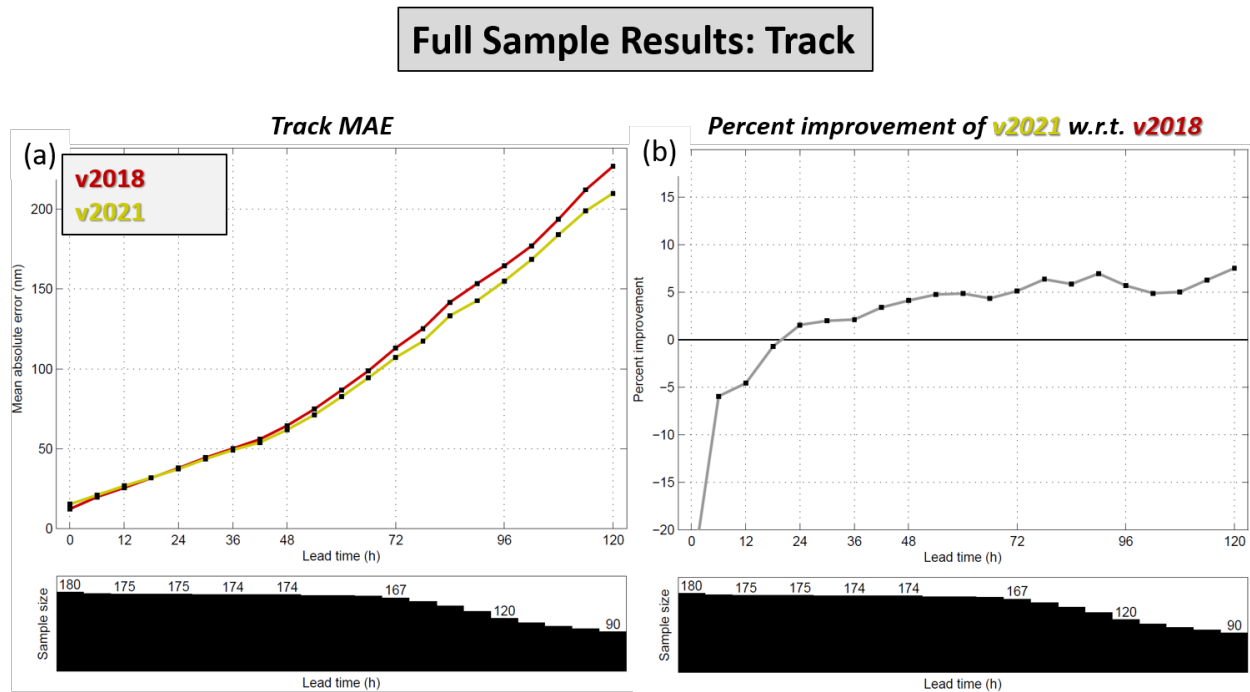 Full Sample Results: Track
Track MAE
(a)
v2018
v2021
Mean absolute error (nm)
200
150
100
50
0
0 12 24 36 48 72 96 120
Lead time (h)
Sample size
180 175 175 174 174 167 120 90
Lead time (h)
Percent improvement of v2021 w.r.t. v2018
(b)
Percent improvement
15
10
5
0
−5
−10
−15
−20
0 12 24 36 48 72 96 120
Lead time (h)
Sample size
180 175 175 174 174 167 120 90
Lead time (h)